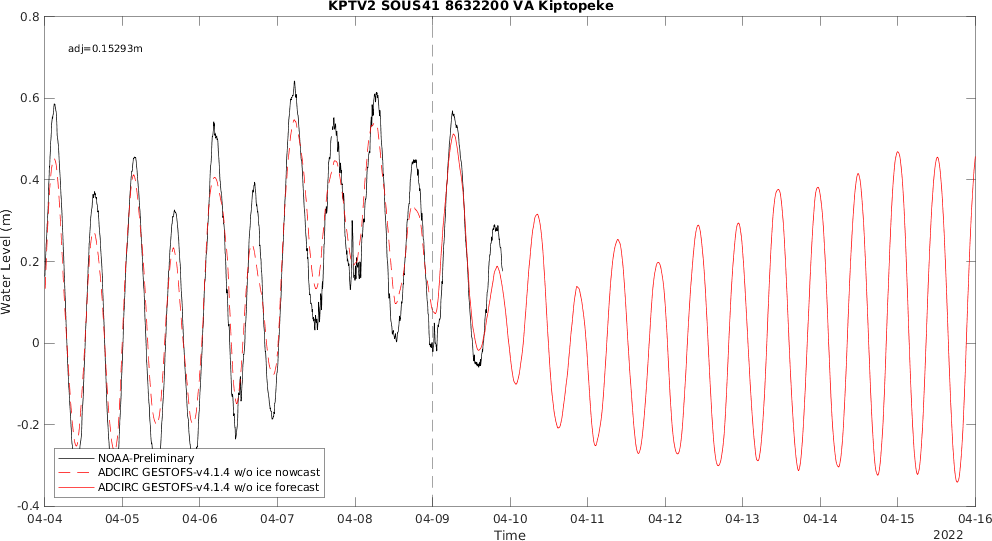 KPTV2 SOUS41 8632200 VA Kiptopeke
adj=0.15293m
Water Level (m)
0.8
0.6
0.4
0.2
0
-0.2
-0.4
NOAA-Preliminary
ADCIRC GESTOFS-v4.1.4 w/o ice nowcast
ADCIRC GESTOFS-v4.1.4 w/o ice forecast
04-04 04-05 04-06 04-07 04-08 04-09 04-10 04-11 04-12 04-13 04-14 04-15 04-16
Time
2022